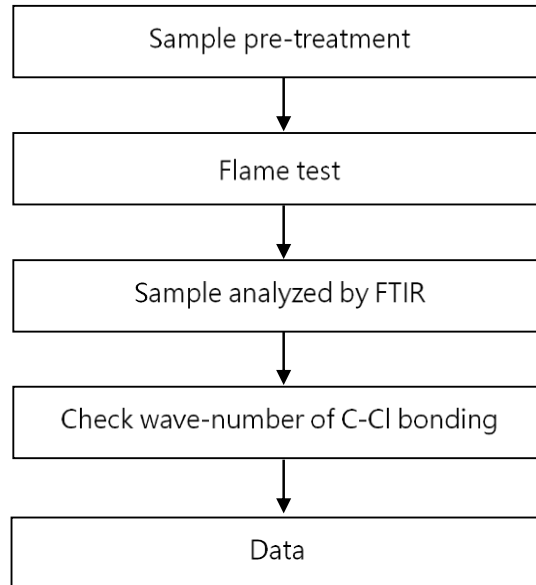 Sample pre-treatment
Flame test
Sample analyzed by FTIR
Check wave-number of C-Cl bonding
Data